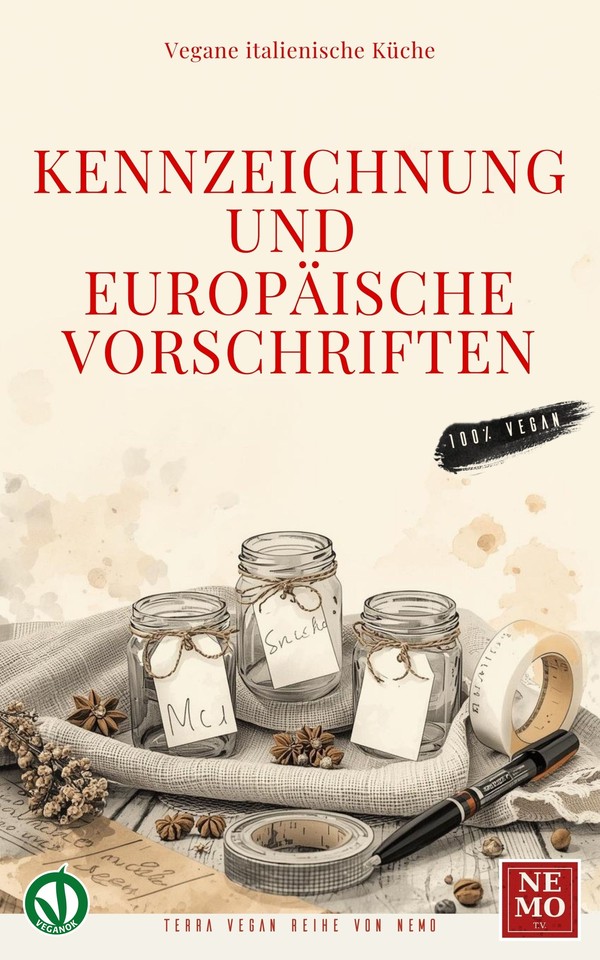 Vegane italienische Küche
KENNZEICHNUNG
UND
EUROPÄISCHE
VORSCHRIFTEN
100% VEGAN
VEGANOK
TERRA VEGAN REIHE VON NEMO
NE
MO
T.V.